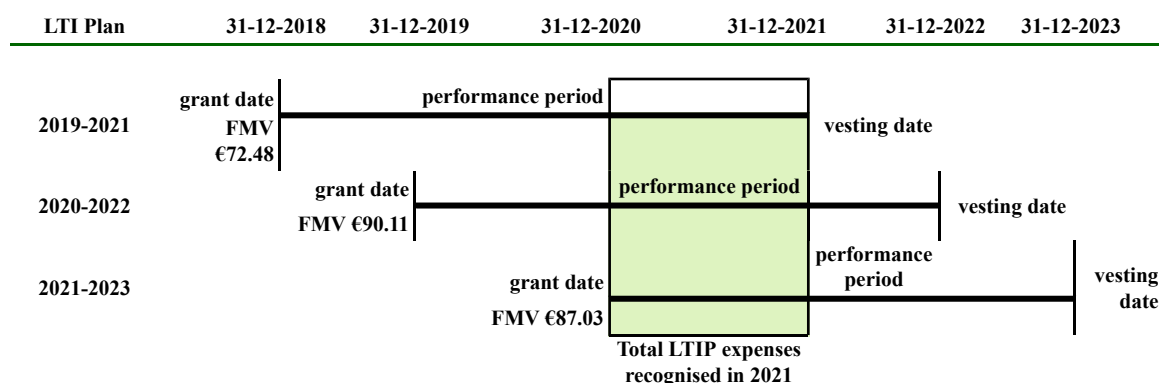 LTI Plan 31-12-2018 31-12-2019 31-12-2020 31-12-2021 31-12-2022 31-12-2023
2019-2021
grant date
FMV
€72.48
performance period
vesting date
2020-2022
grant date
FMV €90.11
performance period
vesting date
2021-2023
grant date
FMV €87.03
performance
period
vesting
date
Total LTIP expenses
recognised in 2021